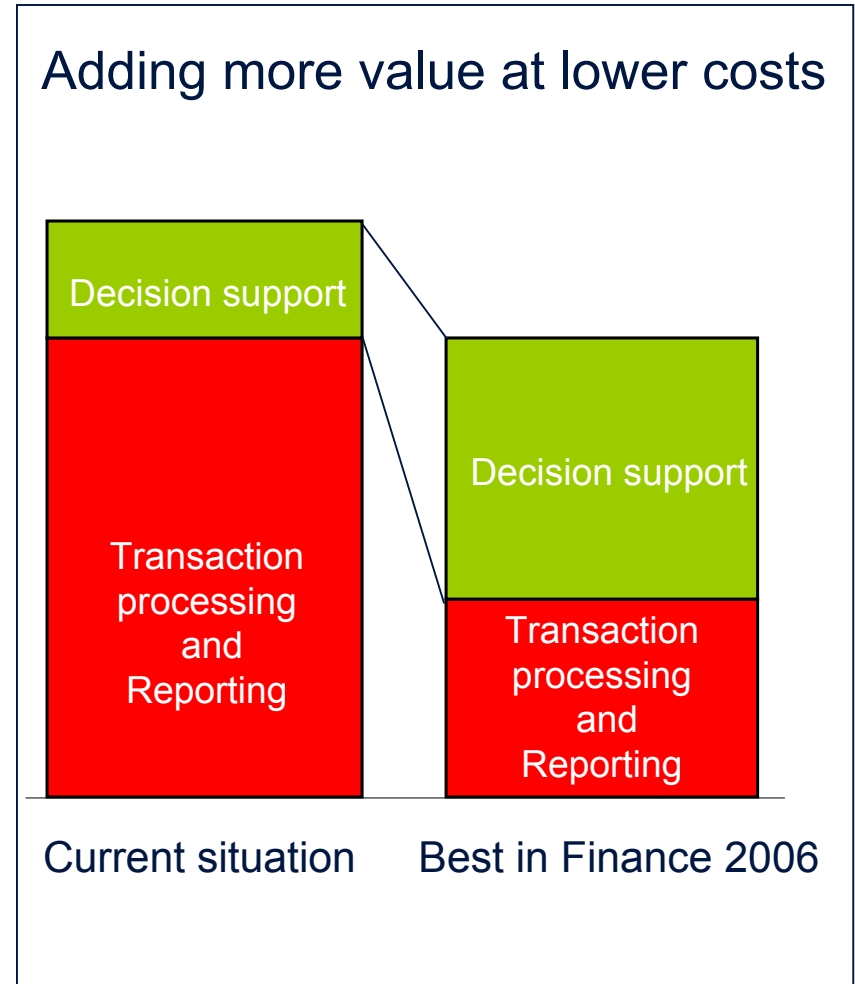 Adding more value at lower costs
Decision support
Transaction
processing
and
Reporting
Decision support
Transaction
processing
and
Reporting
Current situation
Best in Finance 2006